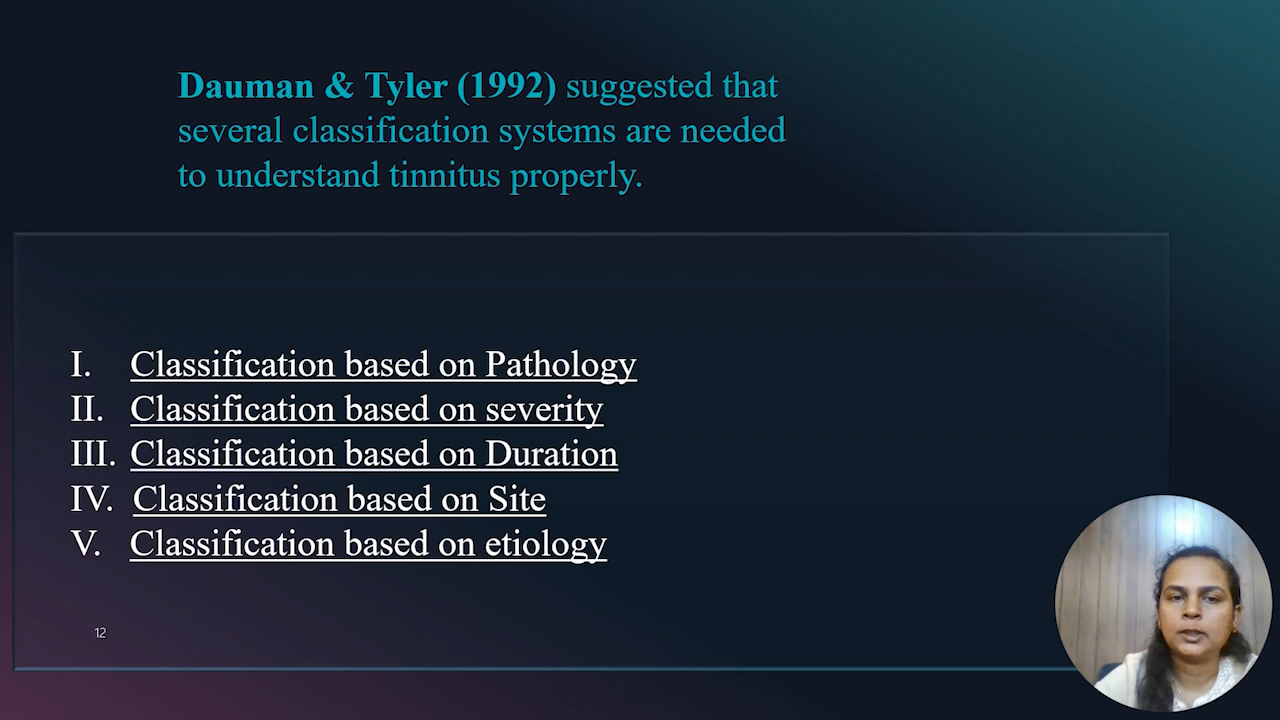 Dauman & Tyler (1992) suggested that
several classification systems are needed
to understand tinnitus properly.
I. Classification based on Pathology
II. Classification based on severity
III. Classification based on Duration
IV. Classification based on Site
V. Classification based on etiology
12